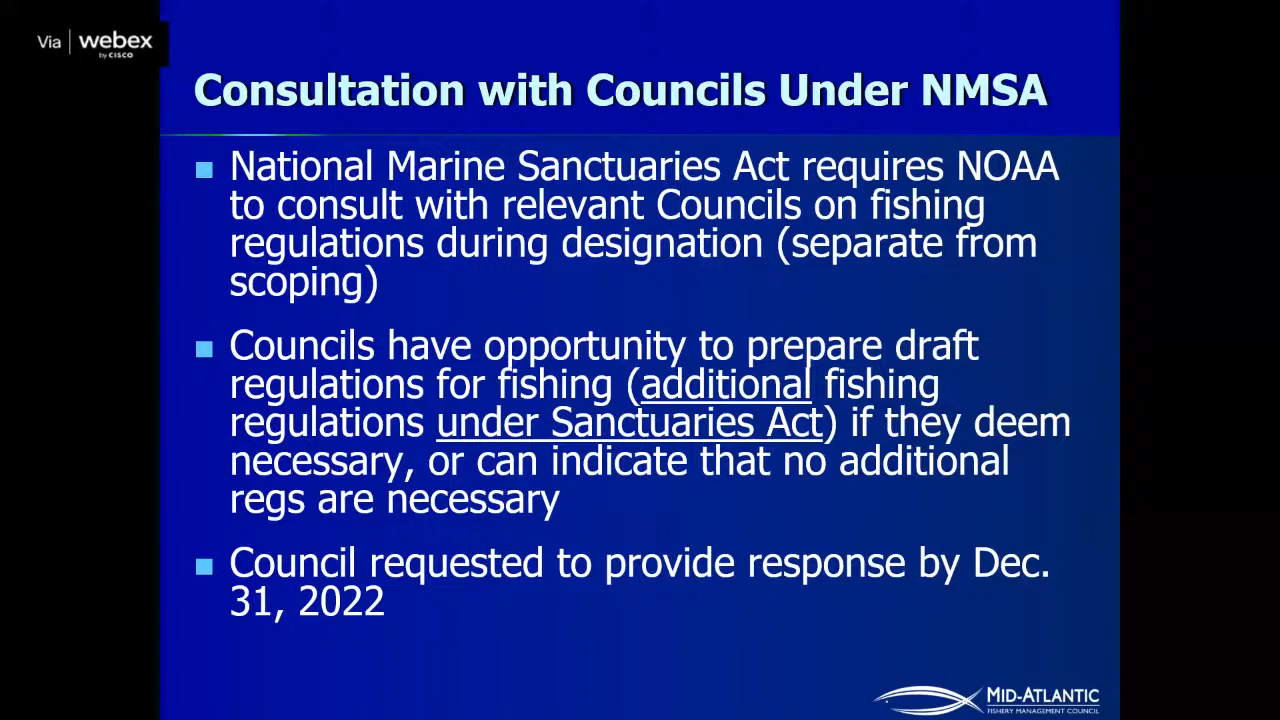 Via | webex
by CISCO
Consultation with Councils Under NMSA
National Marine Sanctuaries Act requires NOAA
to consult with relevant Councils on fishing
regulations during designation (separate from
scoping)
Councils have opportunity to prepare draft
regulations for fishing (additional fishing
regulations under Sanctuaries Act) if they deem
necessary, or can indicate that no additional
regs are necessary
Council requested to provide response by Dec.
31, 2022
MID-ATLANTIC
FISHERY MANAGEMENT COUNCIL